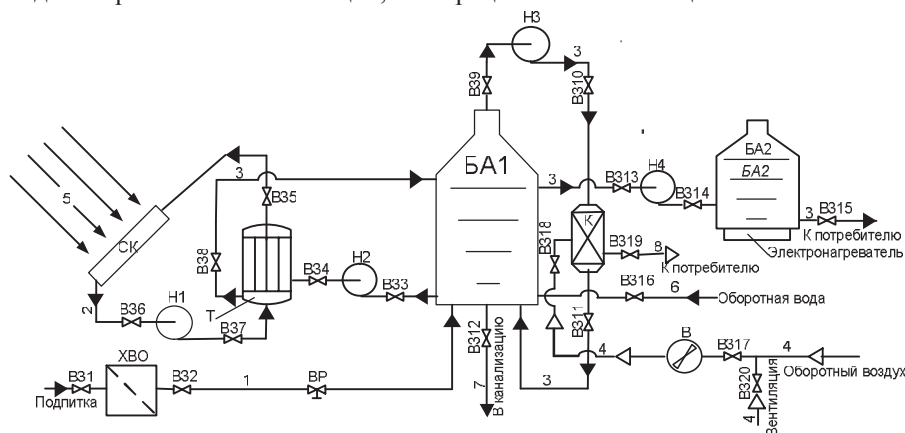 Н3
3
В39
В310
5
СК
3
В35
БА1
3
В313
Н4
В314
БА2
БА2
3
В315
К потребителю
Электронагреватель
В38
Т
В34
Н2
В33
К
В318
В319
8
К потребителю
В316
6
Оборотная вода
2
В36
Н1
В37
В312
В311
4
В
В317
4
Оборотный воздух
ХВО
В31
Подпитка
В32
1
ВР
7
В канализацию
3
В320
4
Вентиляция